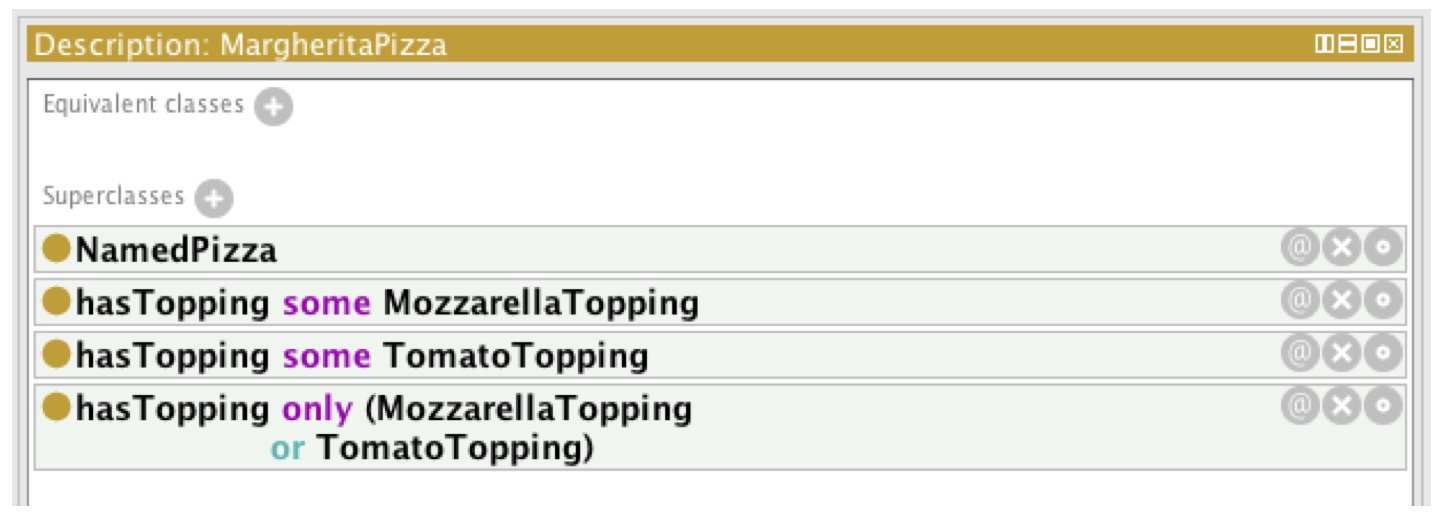 Description: MargheritaPizza
Equivalent classes
Superclasses
NamedPizza
hasTopping some MozzarellaTopping
hasTopping some TomatoTopping
hasTopping only (MozzarellaTopping
or TomatoTopping)